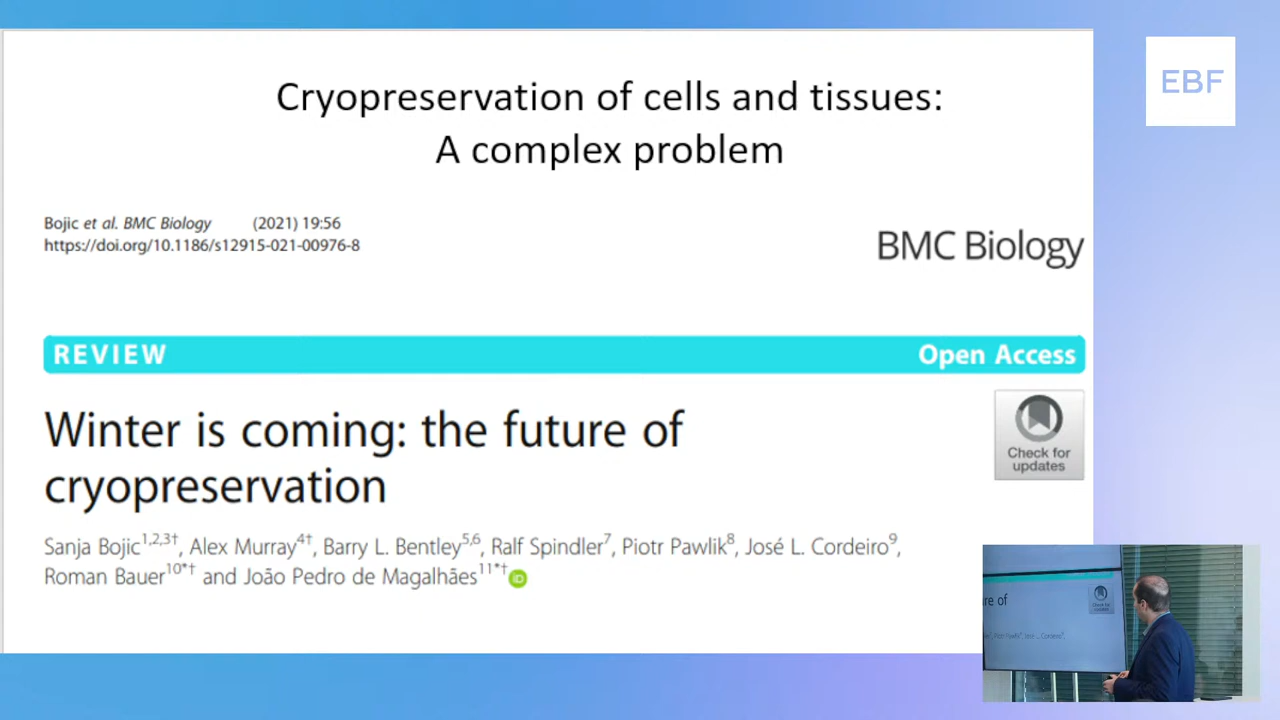 Cryopreservation of cells and tissues:
A complex problem
EBF
Bojic et al. BMC Biology (2021) 19:56
https://doi.org/10.1186/s12915-021-00976-8
BMC Biology
REVIEW
Open Access
Winter is coming: the future of
cryopreservation
Check for
updates
Sanja Bojic1,2,3†, Alex Murray4†, Barry L. Bentley5,6, Ralf Spindler7, Piotr Pawlik8, José L. Cordeiro9,
Roman Bauer10*† and João Pedro de Magalhães11*† iD
ure of